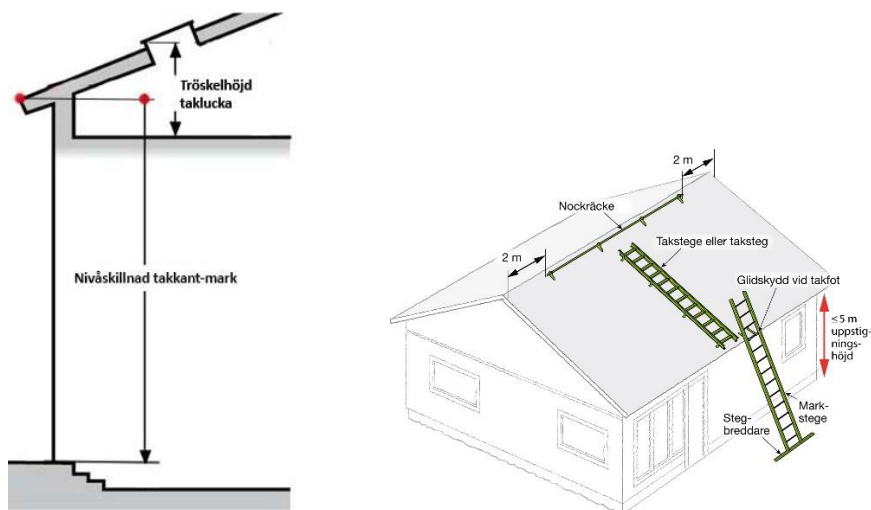 Tröskelhöjd
taklucka
Nivåskillnad takkant-mark
2 m
Nockräcke
Takstege eller taksteg
2 m
Glidskydd vid takfot
≤5 m
uppstig-
nings-
höjd
Mark-
stege
Steg-
breddare